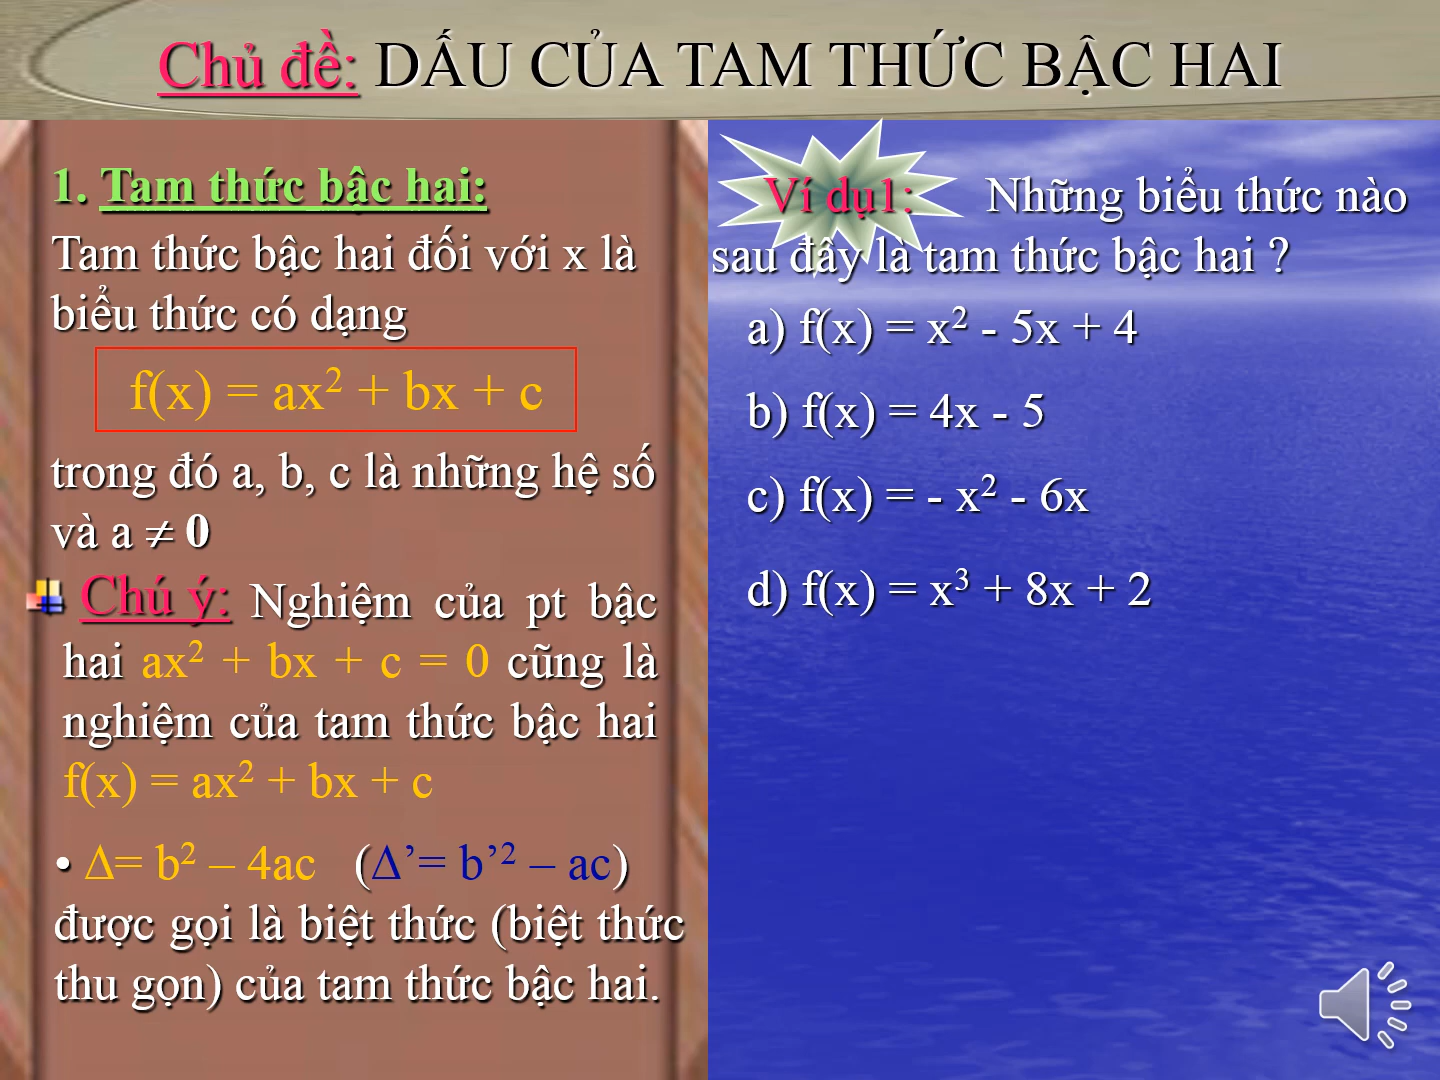 Chủ đề: DẤU CỦA TAM THỨC BẬC HAI
1. Tam thức bậc hai:
Tam thức bậc hai đối với x là
biểu thức có dạng
f(x) = ax² + bx + c
trong đó a, b, c là những hệ số
và a ≠ 0
Chú ý: Nghiệm của pt bậc
hai ax² + bx + c = 0 cũng là
nghiệm của tam thức bậc hai
f(x) = ax² + bx + c
• Δ= b² – 4ac (Δ’= b’² – ac)
được gọi là biệt thức (biệt thức
thu gọn) của tam thức bậc hai.
Ví dụ1: Những biểu thức nào
sau đây là tam thức bậc hai ?
a) f(x) = x² - 5x + 4
b) f(x) = 4x - 5
c) f(x) = - x² - 6x
d) f(x) = x³ + 8x + 2